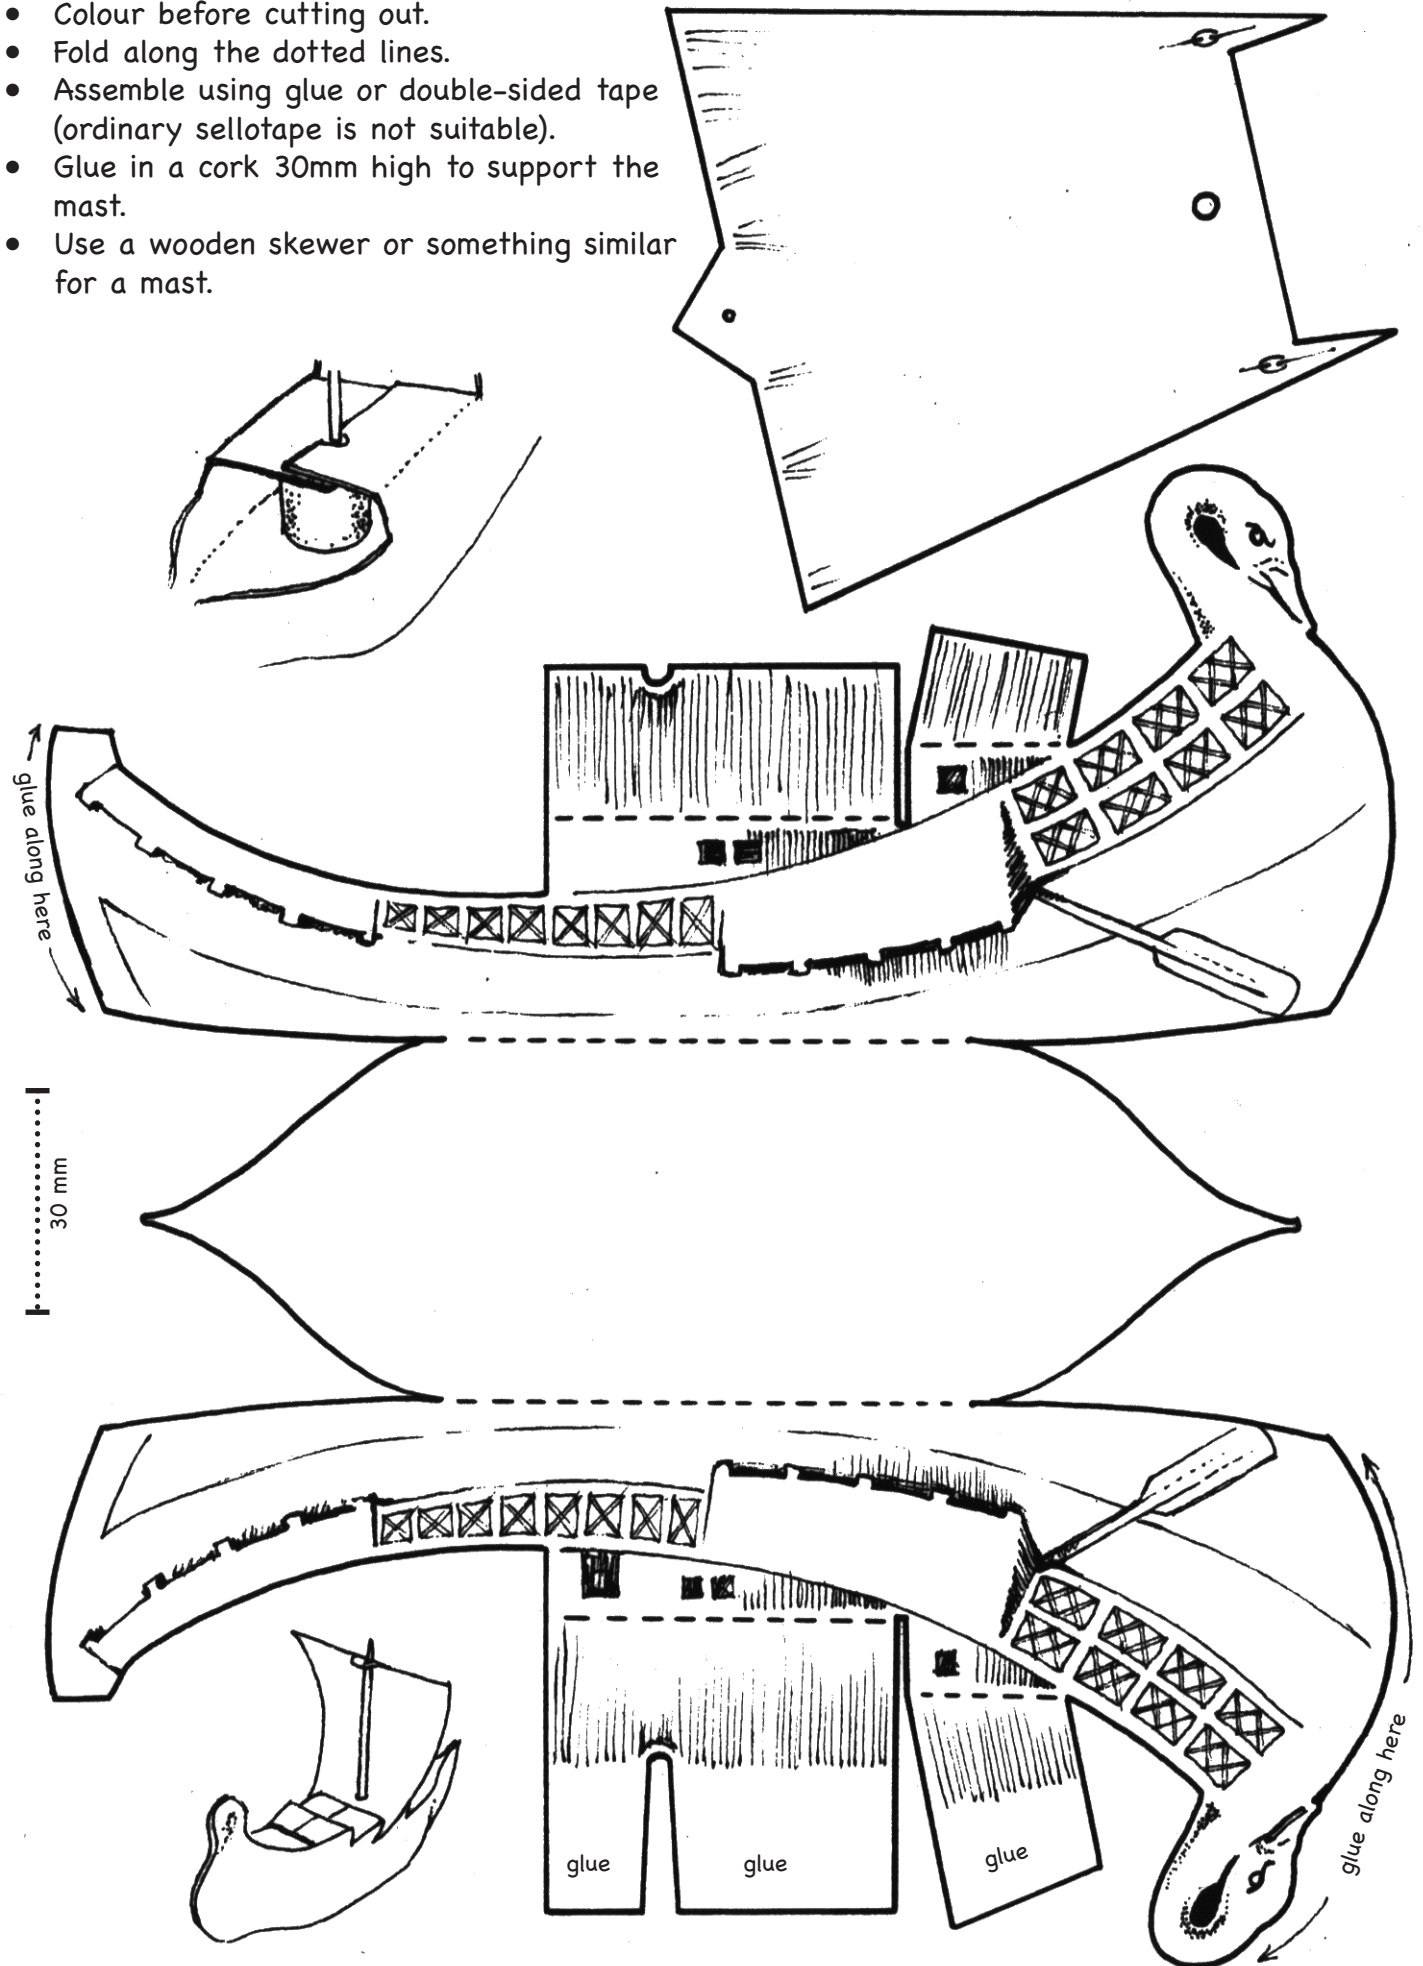 • Colour before cutting out.
• Fold along the dotted lines.
• Assemble using glue or double-sided tape
(ordinary sellotape is not suitable).
• Glue in a cork 30mm high to support the
mast.
• Use a wooden skewer or something similar
for a mast.
glue along here
30 mm
glue
glue
glue
glue along here